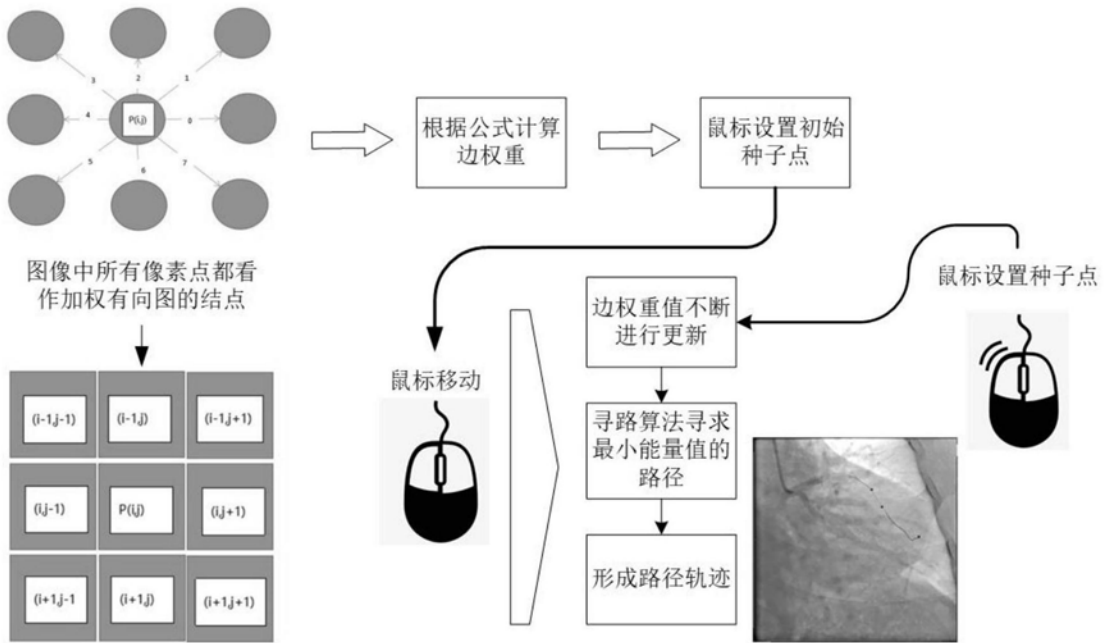 3
2
1
4
P(i,j)
0
5
6
7
图像中所有像素点都看
作加权有向图的结点
(i-1,j-1)
(i-1,j)
(i-1,j+1)
(i,j-1)
P(i,j)
(i,j+1)
(i+1,j-1
(i+1,j)
(i+1,j+1)
根据公式计算
边权重
鼠标设置初始
种子点
鼠标移动
鼠标设置种子点
边权重值不断
进行更新
寻路算法寻求
最小能量值的
路径
形成路径轨迹